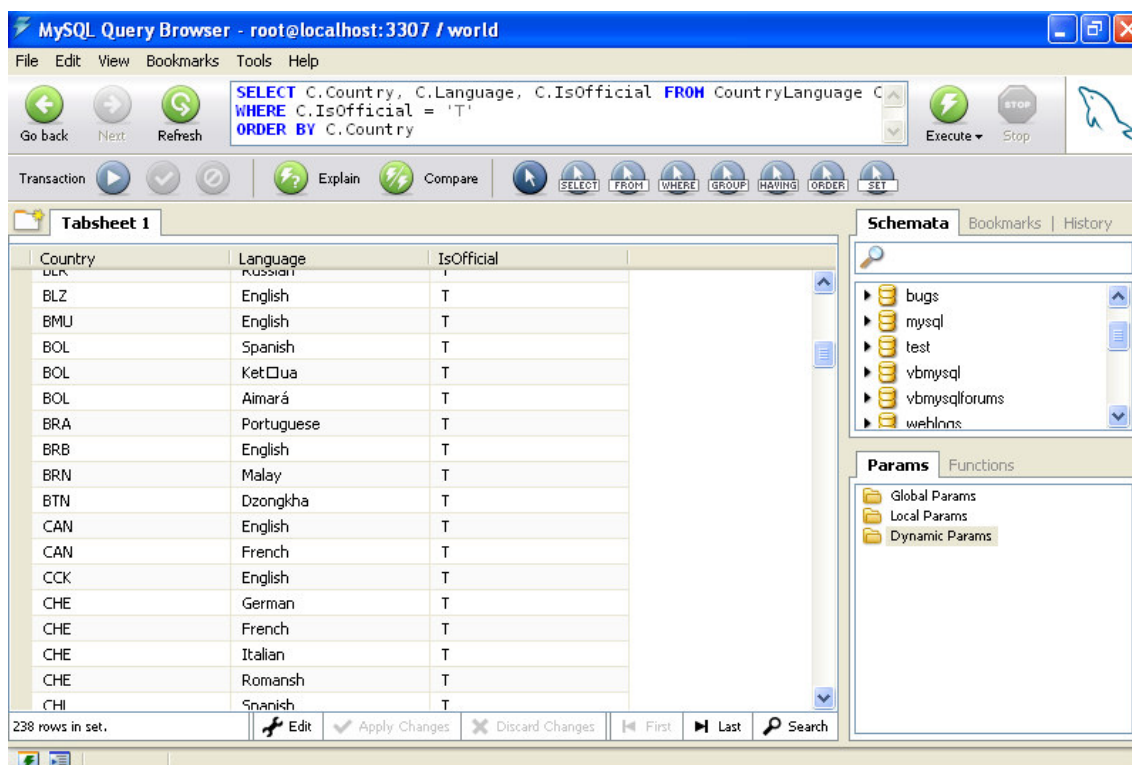 MySQL Query Browser - root@localhost:3307 / world
File Edit View Bookmarks Tools Help
SELECT C.Country, C.Language, C.IsOfficial FROM CountryLanguage C
WHERE C.IsOfficial = 'T'
ORDER BY C.Country
Go back Next Refresh Execute STOP Stop
Transaction Explain Compare SELECT FROM WHERE GROUP HAVING ORDER SET
Tabsheet 1
Schemata Bookmarks | History
Country Language IsOfficial
BLR Russian T
BLZ English T
BMU English T
BOL Spanish T
BOL Ket□ua T
BOL Aimará T
BRA Portuguese T
BRB English T
BRN Malay T
BTN Dzongkha T
CAN English T
CAN French T
CCK English T
CHE German T
CHE French T
CHE Italian T
CHE Romansh T
CHL Spanish T
bugs
mysql
test
vbmysql
vbmysqlforums
weblogs
Params Functions
Global Params
Local Params
Dynamic Params
238 rows in set. Edit Apply Changes Discard Changes First Last Search